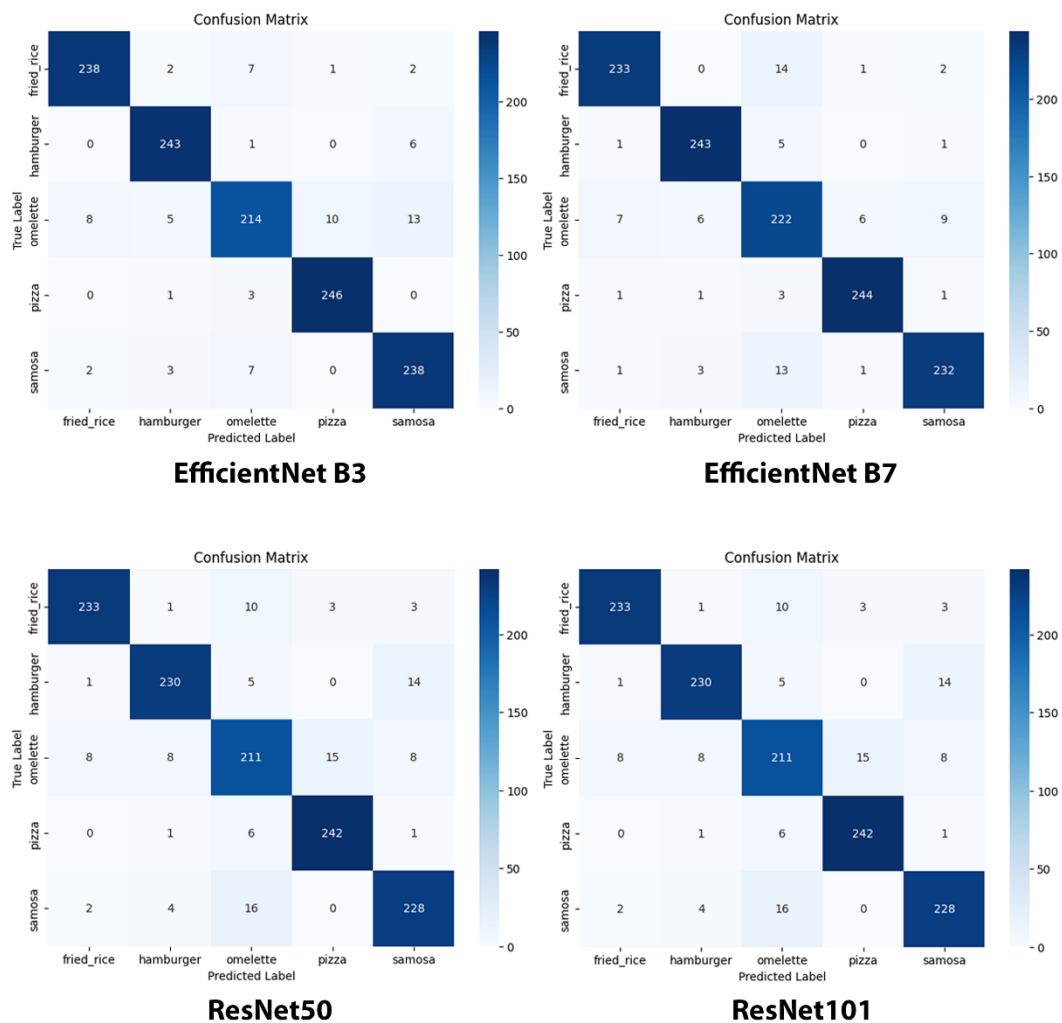 Confusion Matrix
fried_rice 238 2 7 1 2
hamburger 0 243 1 0 6
omelette 8 5 214 10 13
pizza 0 1 3 246 0
samosa 2 3 7 0 238
True Label
fried_rice hamburger omelette pizza samosa
Predicted Label
200
150
100
50
0
EfficientNet B3
Confusion Matrix
fried_rice 233 0 14 1 2
hamburger 1 243 5 0 1
omelette 7 6 222 6 9
pizza 1 1 3 244 1
samosa 1 3 13 1 232
True Label
fried_rice hamburger omelette pizza samosa
Predicted Label
200
150
100
50
0
EfficientNet B7
Confusion Matrix
fried_rice 233 1 10 3 3
hamburger 1 230 5 0 14
omelette 8 8 211 15 8
pizza 0 1 6 242 1
samosa 2 4 16 0 228
True Label
fried_rice hamburger omelette pizza samosa
Predicted Label
200
150
100
50
0
ResNet50
Confusion Matrix
fried_rice 233 1 10 3 3
hamburger 1 230 5 0 14
omelette 8 8 211 15 8
pizza 0 1 6 242 1
samosa 2 4 16 0 228
True Label
fried_rice hamburger omelette pizza samosa
Predicted Label
200
150
100
50
0
ResNet101